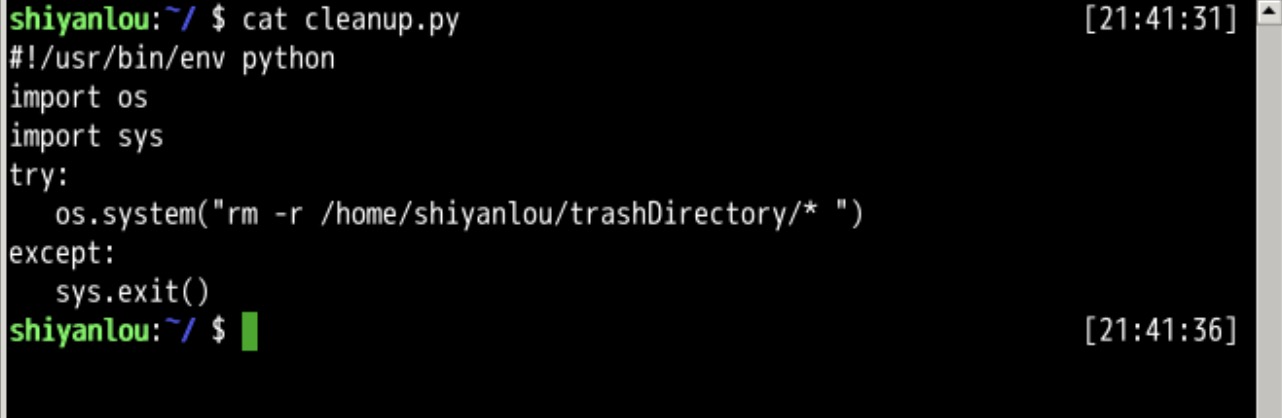 shiyanlou:~/ $ cat cleanup.py [21:41:31]
#!/usr/bin/env python
import os
import sys
try:
   os.system("rm -r /home/shiyanlou/trashDirectory/* ")
except:
   sys.exit()
shiyanlou:~/ $ [21:41:36]